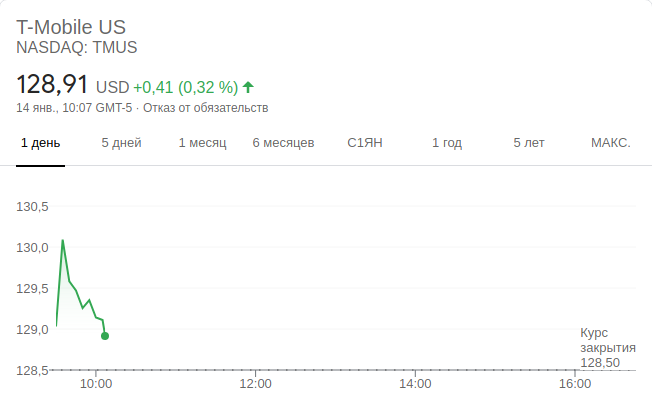 T-Mobile US
NASDAQ: TMUS
128,91 USD +0,41 (0,32 %)
14 янв., 10:07 GMT-5 · Отказ от обязательств
1 день 5 дней 1 месяц 6 месяцев С1ЯН 1 год 5 лет МАКС.
130,5
130,0
129,5
129,0
Курс
закрытия
128,50
128,5
10:00 12:00 14:00 16:00